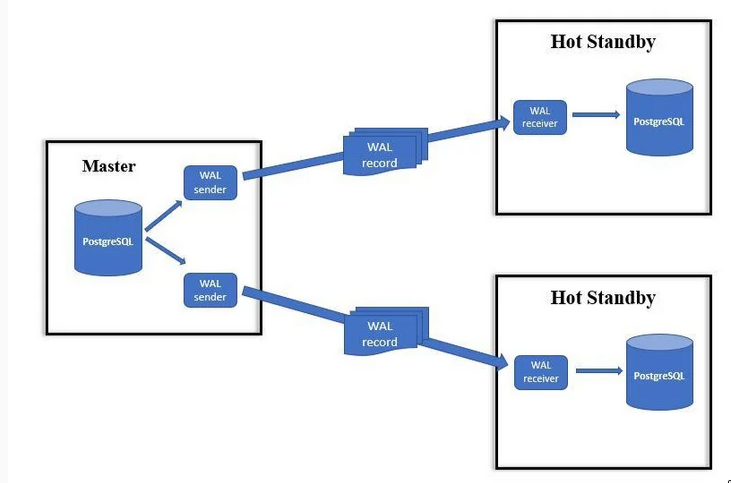 Master
PostgreSQL
WAL
sender
WAL
sender
WAL
record
WAL
record
Hot Standby
WAL
receiver
PostgreSQL
Hot Standby
WAL
receiver
PostgreSQL